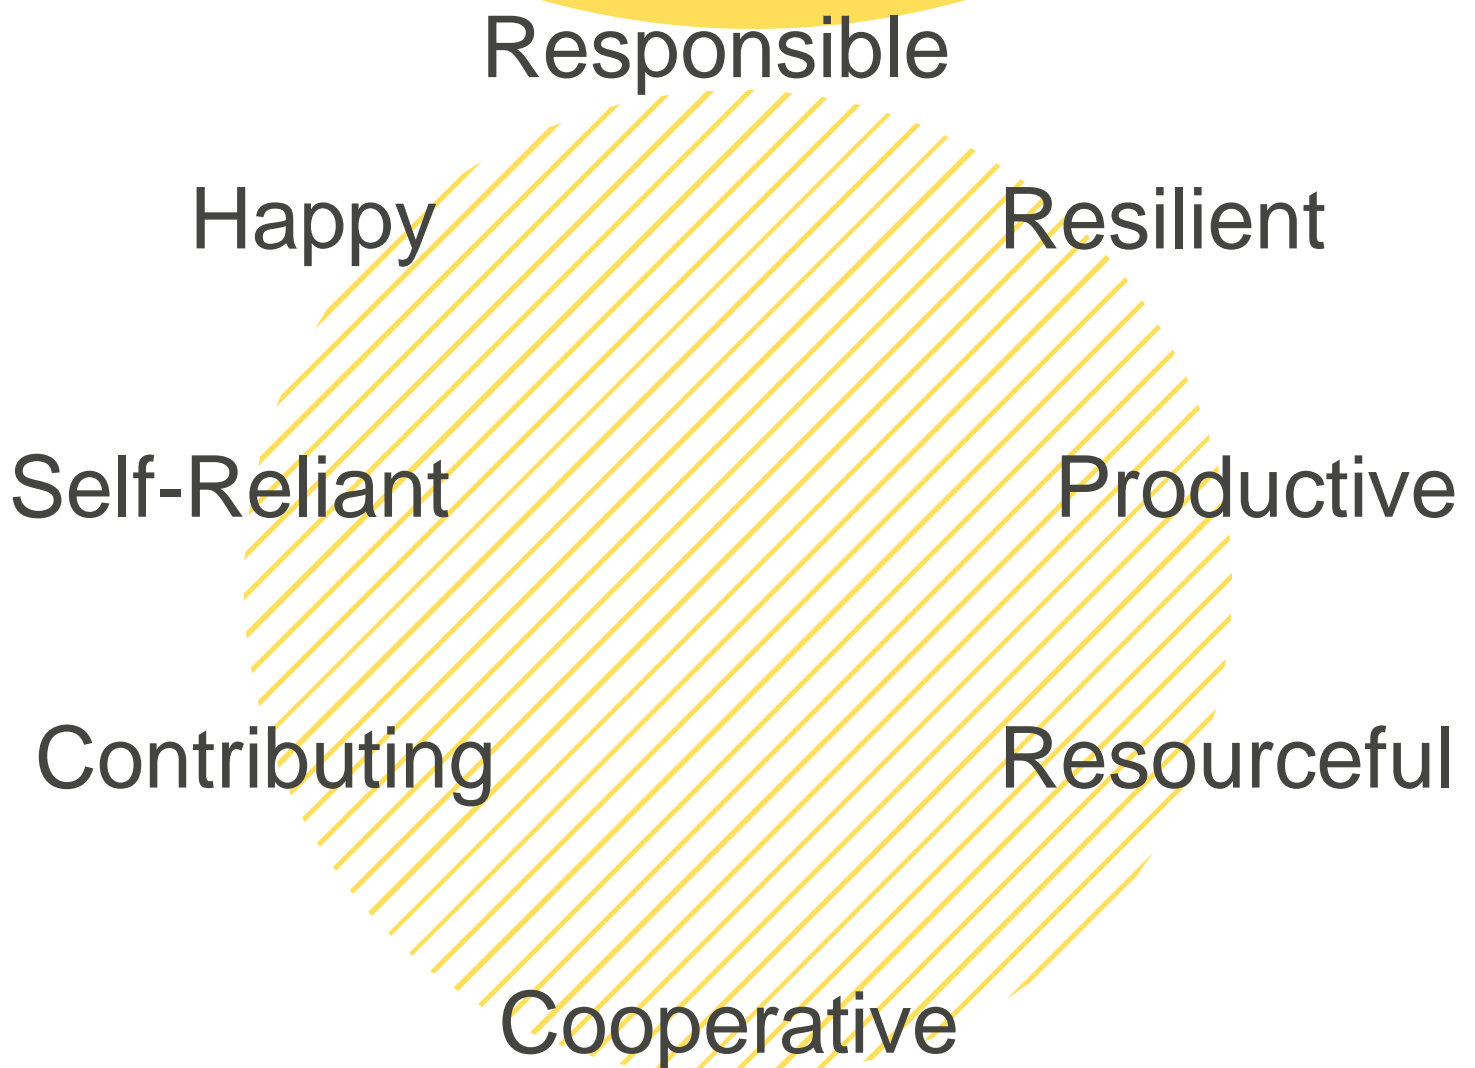 Responsible
Happy
Resilient
Self-Reliant
Productive
Contributing
Resourceful
Cooperative